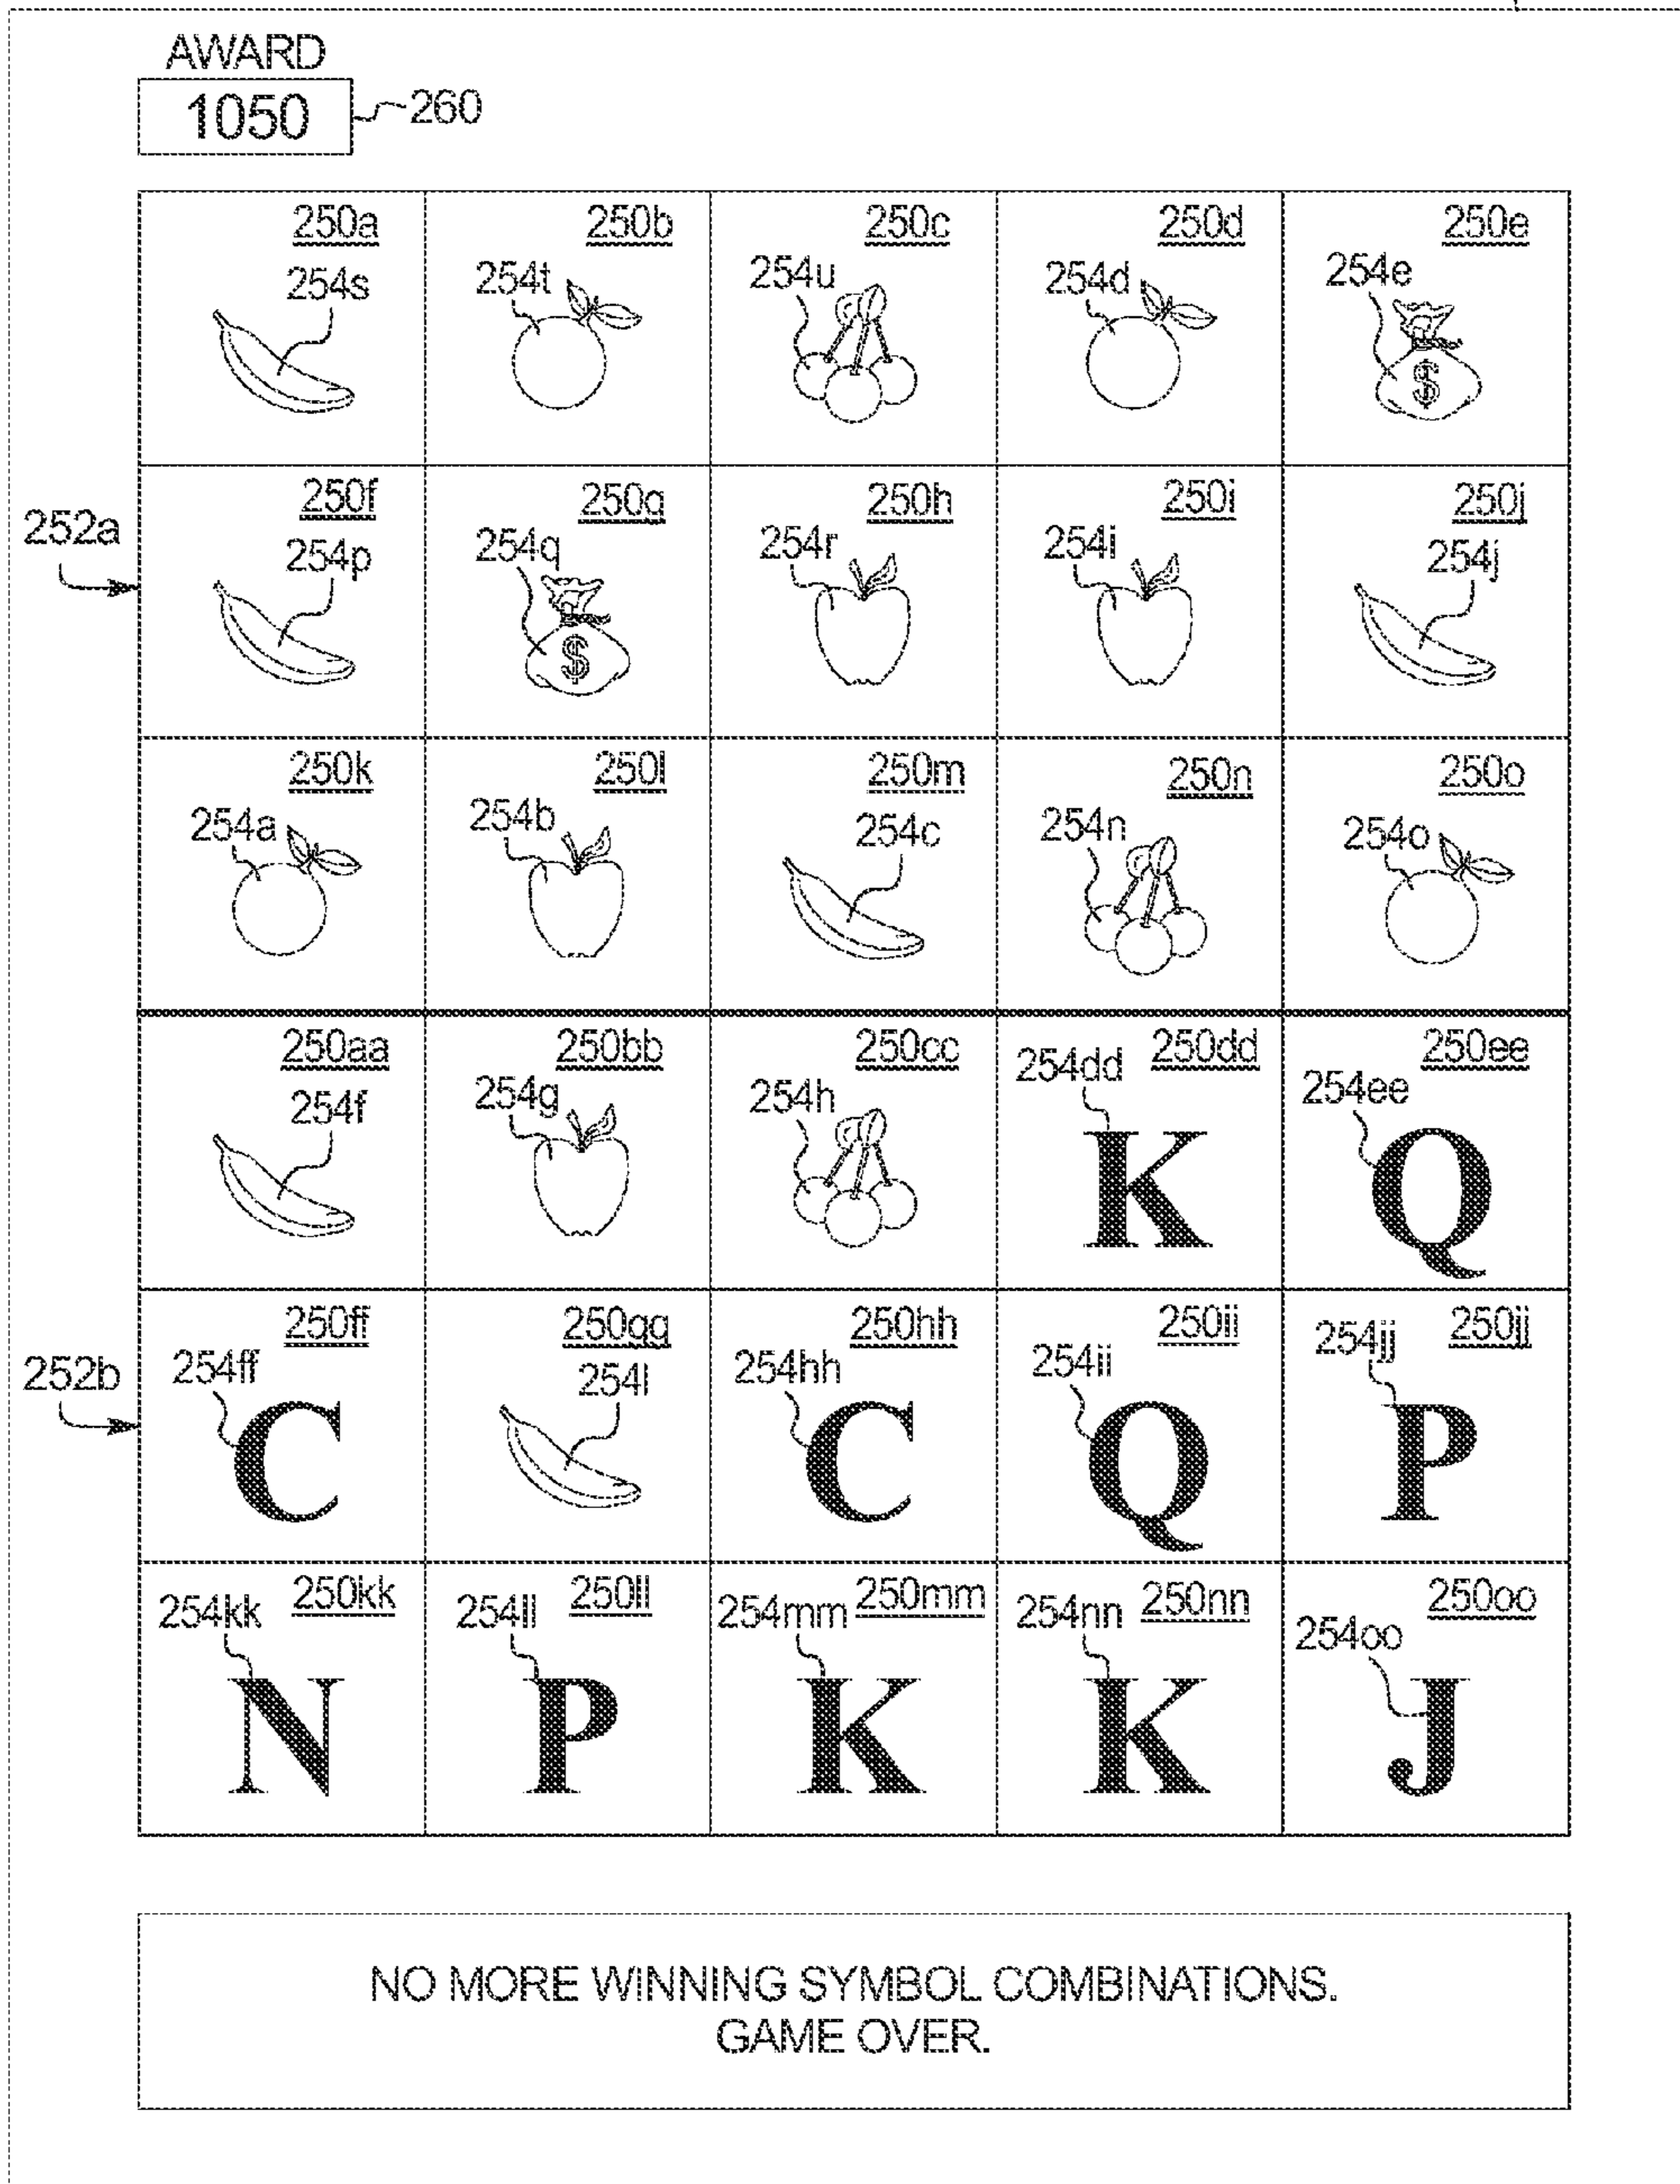 AWARD
1050 260
250a 250b 250c 250d 250e
254s 254t 254u 254d 254e
$
252a
250f 250g 250h 250i 250j
254p 254q 254r 254i 254j
$
250k 250l 250m 250n 250o
254a 254b 254c 254n 254o
250aa 250bb 250cc 250dd 250ee
254f 254g 254h 254dd 254ee
K Q
252b
250ff 250gg 250hh 250ii 250jj
254ff 254l 254hh 254ii 254jj
C C Q P
250kk 250ll 250mm 250nn 250oo
254kk 254ll 254mm 254nn 254oo
N P K K J
NO MORE WINNING SYMBOL COMBINATIONS.
GAME OVER.